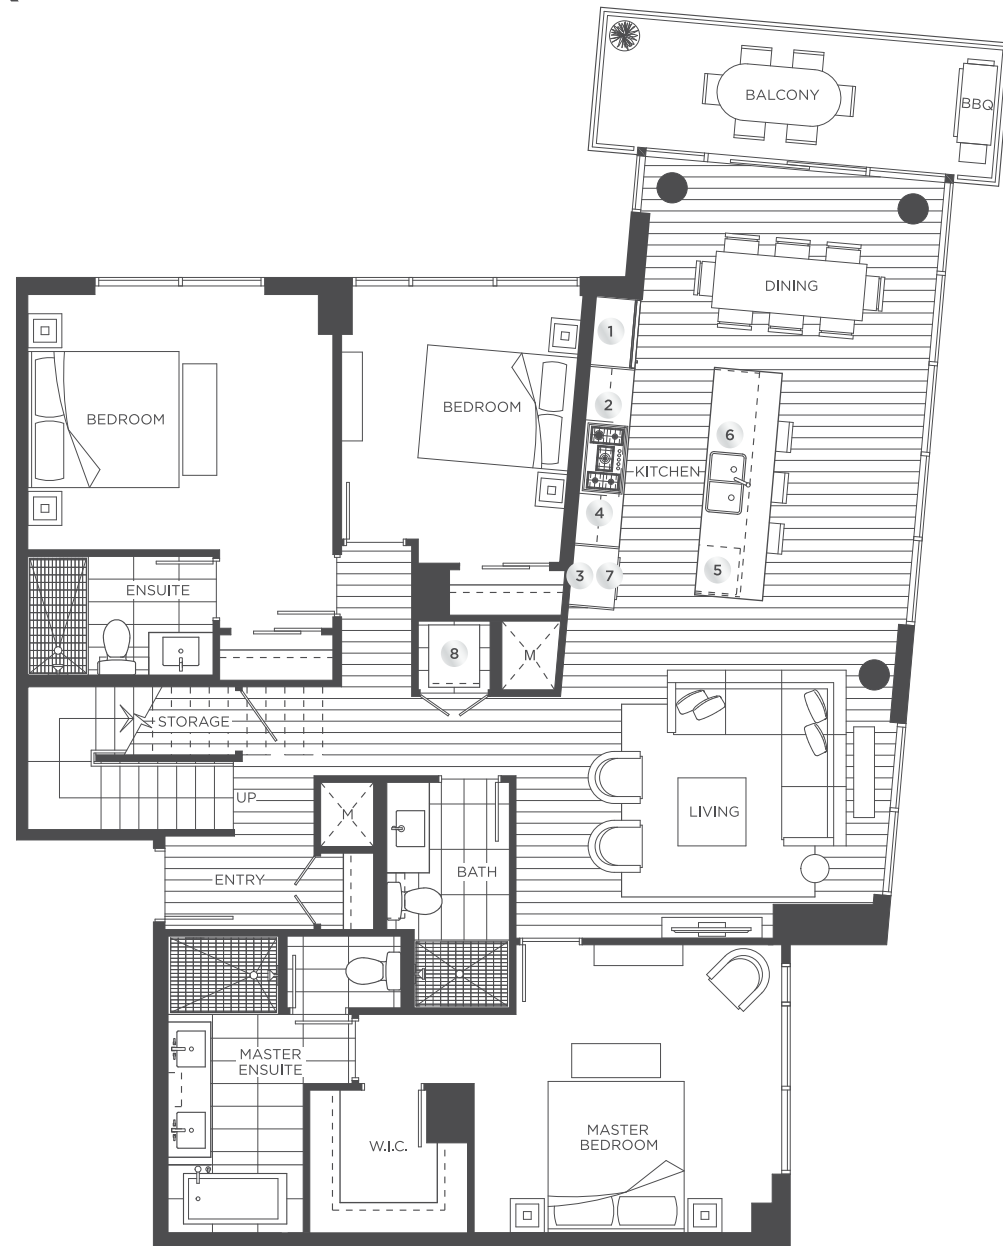 BALCONY
BBQ
DINING
1
2
BEDROOM
BEDROOM
6
KITCHEN
4
5
3
7
ENSUITE
8
M
STORAGE
UP
M
LIVING
ENTRY
BATH
MASTER
ENSUITE
MASTER
BEDROOM
W.I.C.